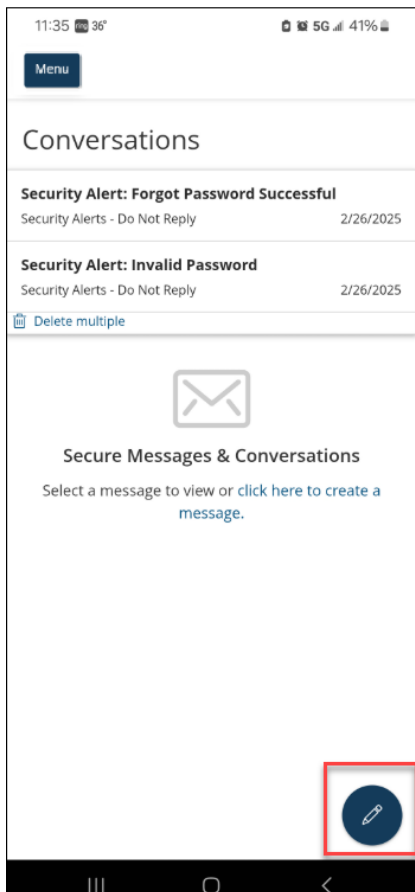 11:35 ring 36° 5G 41%
Menu
Conversations
Security Alert: Forgot Password Successful
Security Alerts - Do Not Reply 2/26/2025
Security Alert: Invalid Password
Security Alerts - Do Not Reply 2/26/2025
Delete multiple
Secure Messages & Conversations
Select a message to view or click here to create a
message.